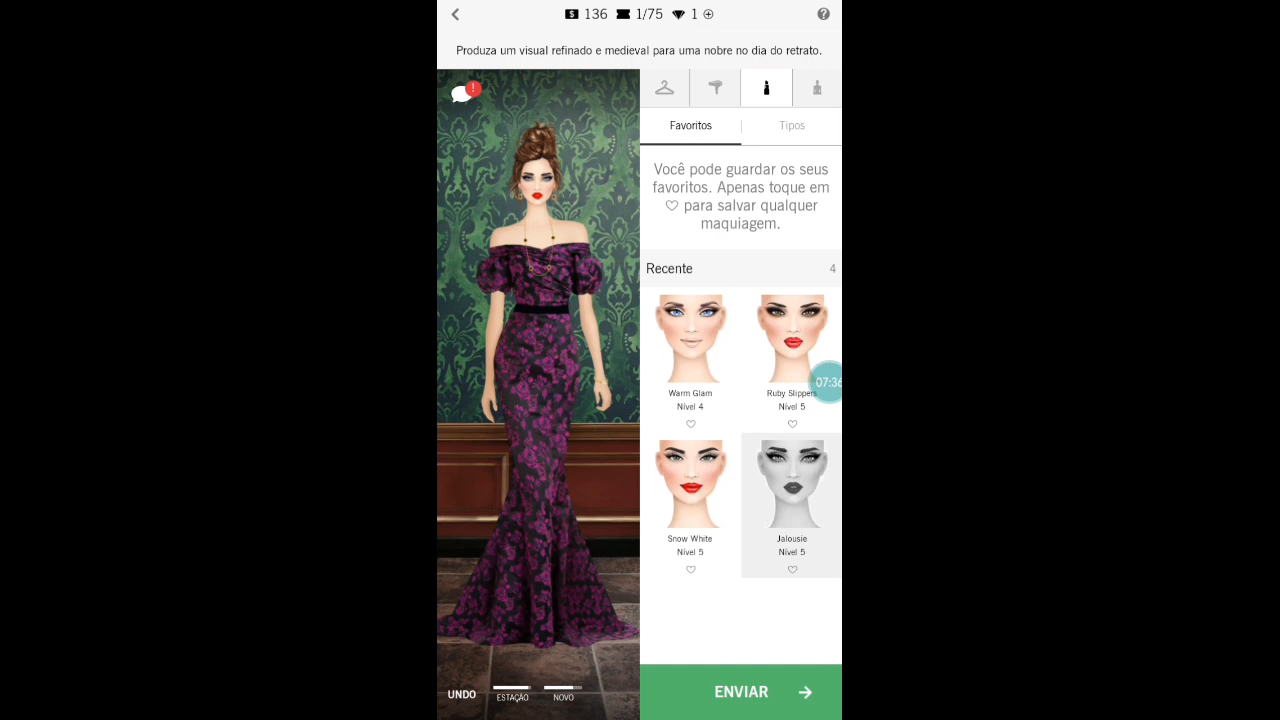 136 1/75 1
Produza um visual refinado e medieval para uma nobre no dia do retrato.
!
Favoritos Tipos
Você pode guardar os seus
favoritos. Apenas toque em
♡ para salvar qualquer
maquiagem.
Recente 4
Warm Glam
Nível 4
Ruby Slippers
Nível 5
07:36
Snow White
Nível 5
Jalousie
Nível 5
UNDO
ESTAÇÃO
NOVO
ENVIAR →